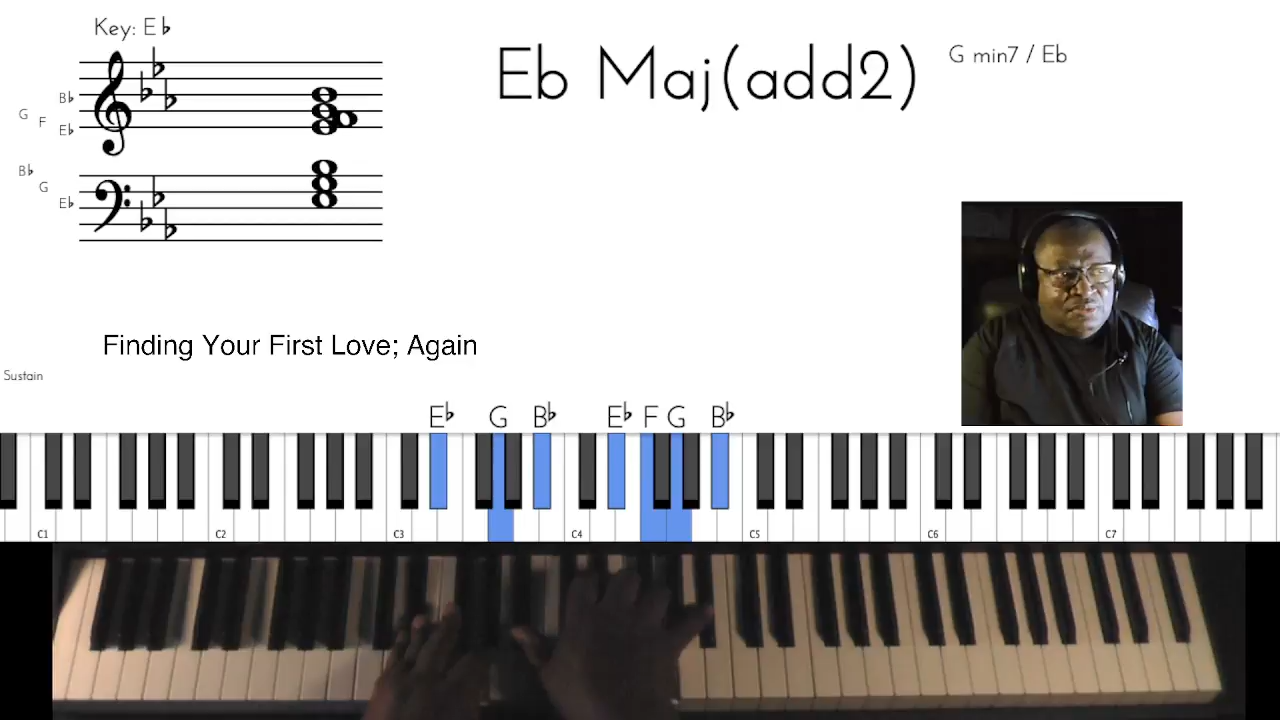 Key: E♭
Eb Maj(add2)
G min7 / Eb
B♭
G
F
E♭
B♭
G
E♭
Finding Your First Love; Again
Sustain
E♭ G B♭ E♭ F G B♭
C1 C2 C3 C4 C5 C6 C7